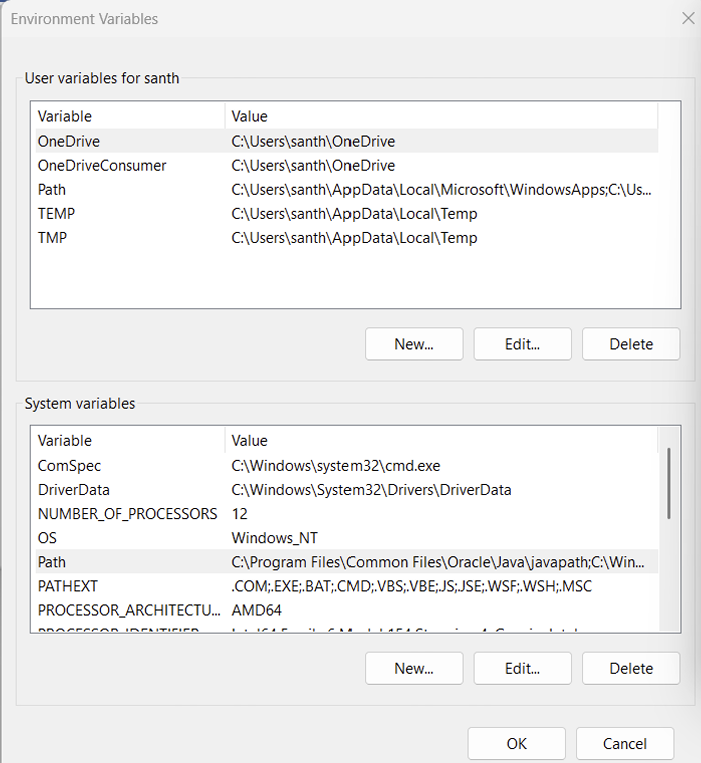 Environment Variables
User variables for santh
Variable Value
OneDrive C:\Users\santh\OneDrive
OneDriveConsumer C:\Users\santh\OneDrive
Path C:\Users\santh\AppData\Local\Microsoft\WindowsApps;C:\Us...
TEMP C:\Users\santh\AppData\Local\Temp
TMP C:\Users\santh\AppData\Local\Temp
New... Edit... Delete
System variables
Variable Value
ComSpec C:\Windows\system32\cmd.exe
DriverData C:\Windows\System32\Drivers\DriverData
NUMBER_OF_PROCESSORS 12
OS Windows_NT
Path C:\Program Files\Common Files\Oracle\Java\javapath;C:\Win...
PATHEXT .COM;.EXE;.BAT;.CMD;.VBS;.VBE;.JS;.JSE;.WSF;.WSH;.MSC
PROCESSOR_ARCHITECTU... AMD64
New... Edit... Delete
OK Cancel